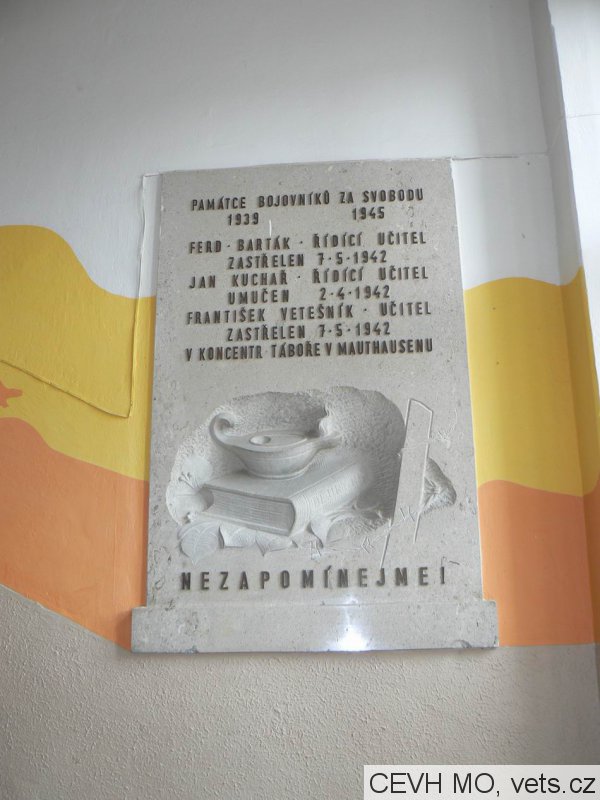 PAMÁTCE BOJOVNÍKŮ ZA SVOBODU
1939 1945
FERD · BARTÁK · ŘÍDÍCÍ UČITEL
ZASTŘELEN 7·5·1942
JAN KUCHAŘ · ŘÍDÍCÍ UČITEL
UMUČEN 2·4·1942
FRANTIŠEK VETEŠNÍK · UČITEL
ZASTŘELEN 7·5·1942
V KONCENTR TÁBOŘE V MAUTHAUSENU
NEZAPOMÍNEJME!
CEVH MO, vets.cz